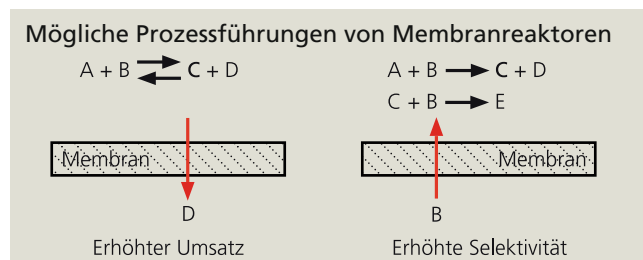 Mögliche Prozessführungen von Membranreaktoren
A + B ⇄ C + D
Membran
D
Erhöhter Umsatz
A + B → C + D
C + B → E
Membran
B
Erhöhte Selektivität